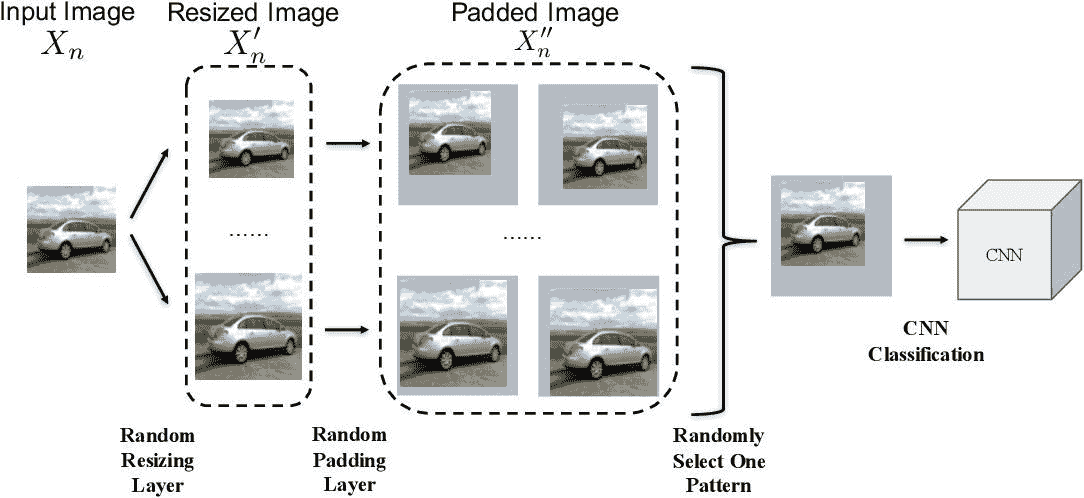 Input Image
Resized Image
Padded Image
Xₙ
X′ₙ
X″ₙ
......
......
CNN
CNN
Classification
Random
Resizing
Layer
Random
Padding
Layer
Randomly
Select One
Pattern